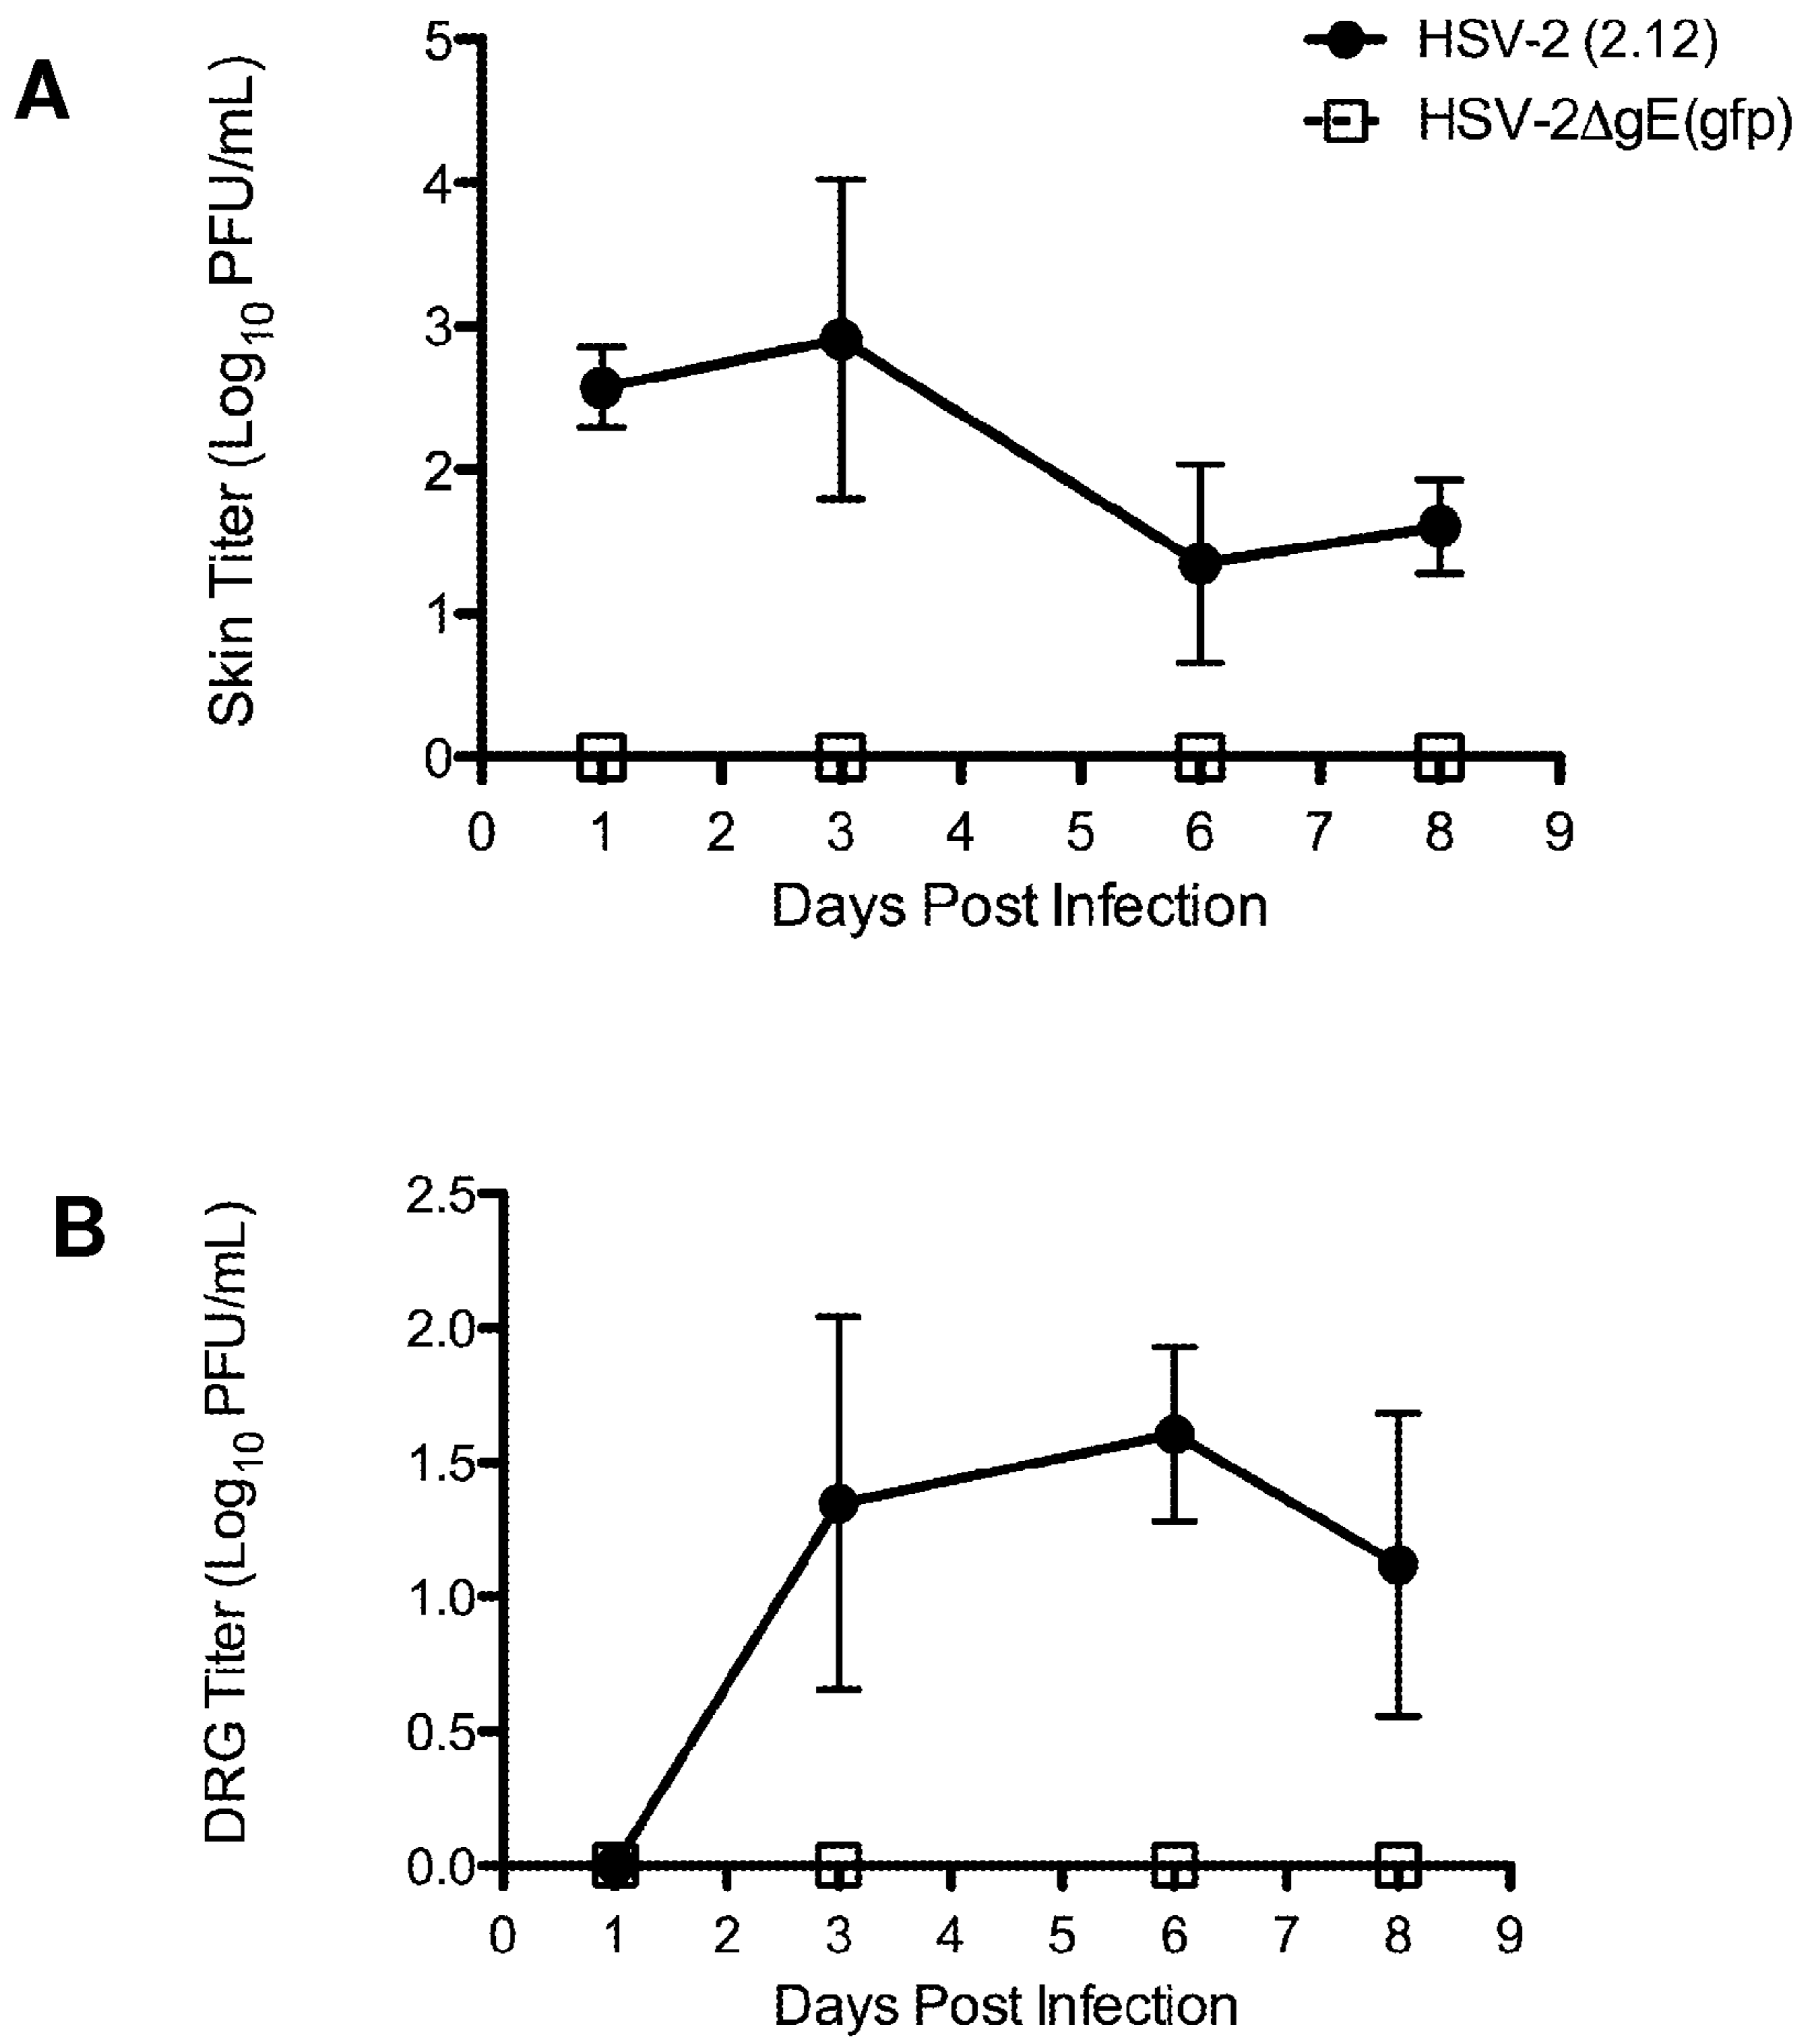 A
HSV-2 (2.12)
HSV-2ΔgE(gfp)
Skin Titer (Log10 PFU/mL)
5
4
3
2
1
0
0 1 2 3 4 5 6 7 8 9
Days Post Infection
B
DRG Titer (Log10 PFU/mL)
2.5
2.0
1.5
1.0
0.5
0.0
0 1 2 3 4 5 6 7 8 9
Days Post Infection